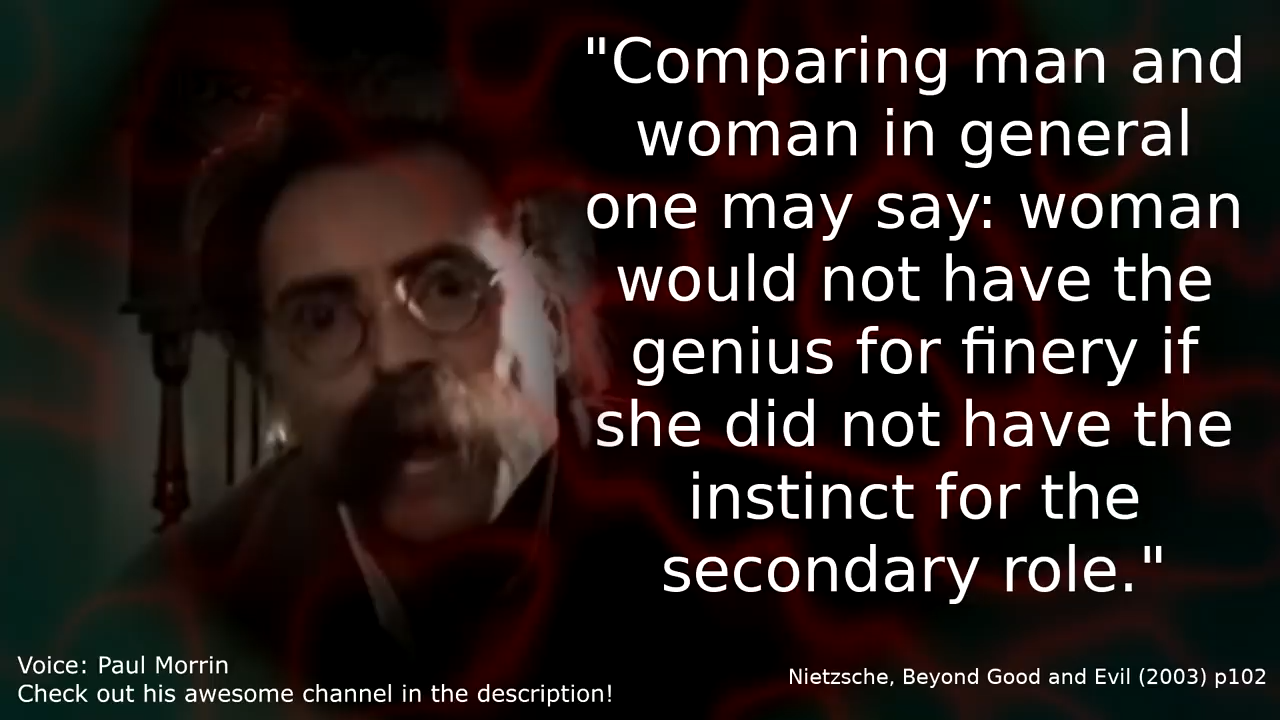 "Comparing man and
woman in general
one may say: woman
would not have the
genius for finery if
she did not have the
instinct for the
secondary role."
Voice: Paul Morrin
Check out his awesome channel in the description!
Nietzsche, Beyond Good and Evil (2003) p102